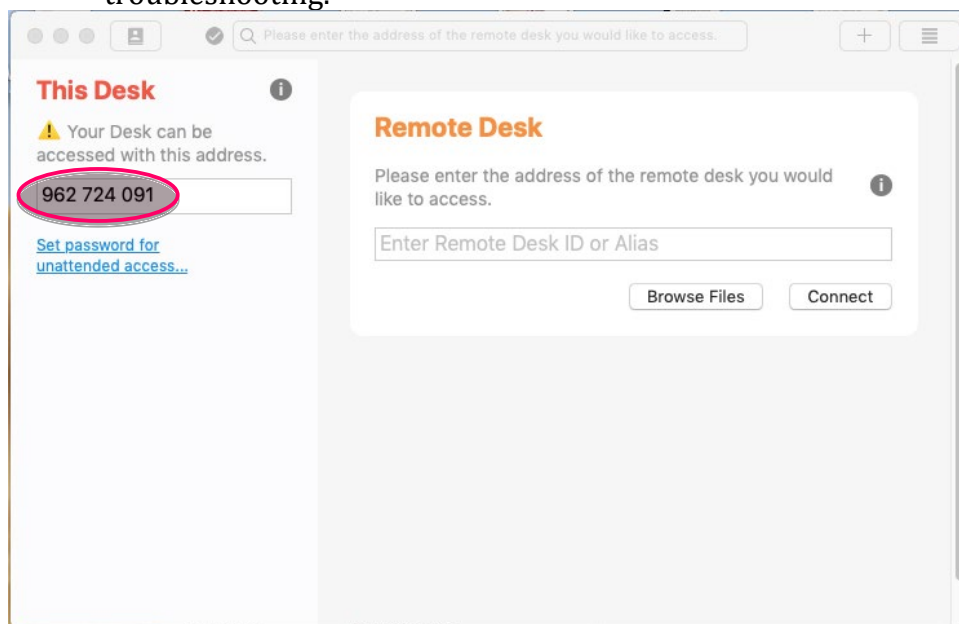 troubleshooting.
Please enter the address of the remote desk you would like to access.
This Desk
Your Desk can be
accessed with this address.
962 724 091
Set password for
unattended access...
Remote Desk
Please enter the address of the remote desk you would
like to access.
Enter Remote Desk ID or Alias
Browse Files
Connect